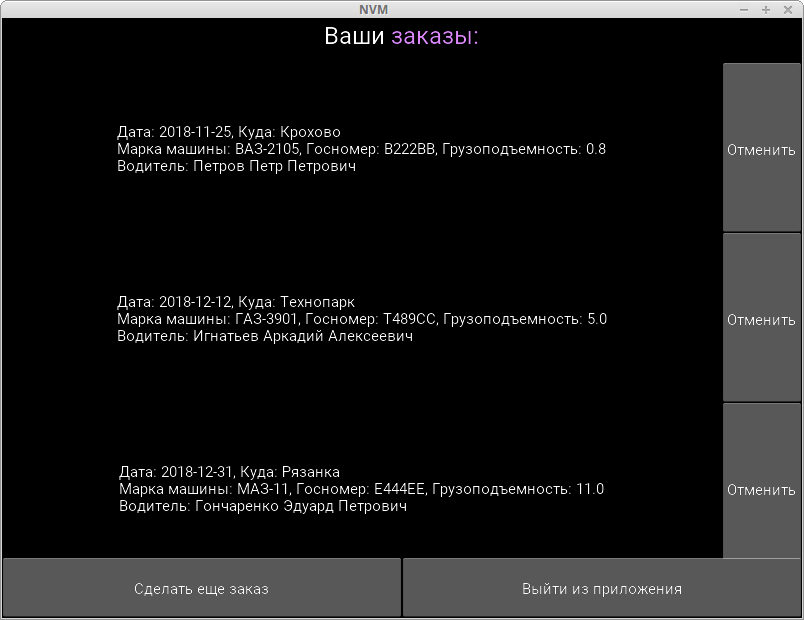 NVM
Ваши заказы:
Дата: 2018-11-25, Куда: Крохово
Марка машины: ВАЗ-2105, Госномер: В222ВВ, Грузоподъемность: 0.8
Водитель: Петров Петр Петрович
Отменить
Дата: 2018-12-12, Куда: Технопарк
Марка машины: ГАЗ-3901, Госномер: Т489СС, Грузоподъемность: 5.0
Водитель: Игнатьев Аркадий Алексеевич
Отменить
Дата: 2018-12-31, Куда: Рязанка
Марка машины: МАЗ-11, Госномер: Е444ЕЕ, Грузоподъемность: 11.0
Водитель: Гончаренко Эдуард Петрович
Отменить
Сделать еще заказ
Выйти из приложения